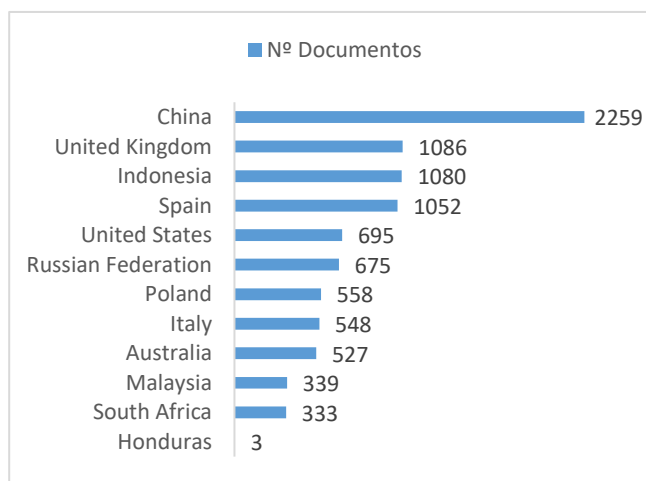 Nº Documentos
China 2259
United Kingdom 1086
Indonesia 1080
Spain 1052
United States 695
Russian Federation 675
Poland 558
Italy 548
Australia 527
Malaysia 339
South Africa 333
Honduras 3